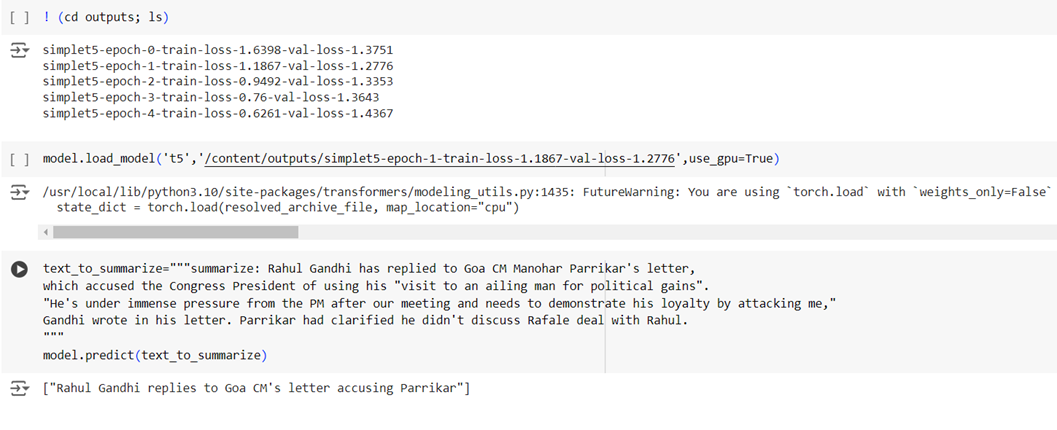 [ ] ! (cd outputs; ls)
simplet5-epoch-0-train-loss-1.6398-val-loss-1.3751
simplet5-epoch-1-train-loss-1.1867-val-loss-1.2776
simplet5-epoch-2-train-loss-0.9492-val-loss-1.3353
simplet5-epoch-3-train-loss-0.76-val-loss-1.3643
simplet5-epoch-4-train-loss-0.6261-val-loss-1.4367
[ ] model.load_model('t5','/content/outputs/simplet5-epoch-1-train-loss-1.1867-val-loss-1.2776',use_gpu=True)
/usr/local/lib/python3.10/site-packages/transformers/modeling_utils.py:1435: FutureWarning: You are using `torch.load` with `weights_only=False`
state_dict = torch.load(resolved_archive_file, map_location="cpu")
text_to_summarize="""summarize: Rahul Gandhi has replied to Goa CM Manohar Parrikar's letter,
which accused the Congress President of using his "visit to an ailing man for political gains".
"He's under immense pressure from the PM after our meeting and needs to demonstrate his loyalty by attacking me,"
Gandhi wrote in his letter. Parrikar had clarified he didn't discuss Rafale deal with Rahul.
"""
model.predict(text_to_summarize)
["Rahul Gandhi replies to Goa CM's letter accusing Parrikar"]